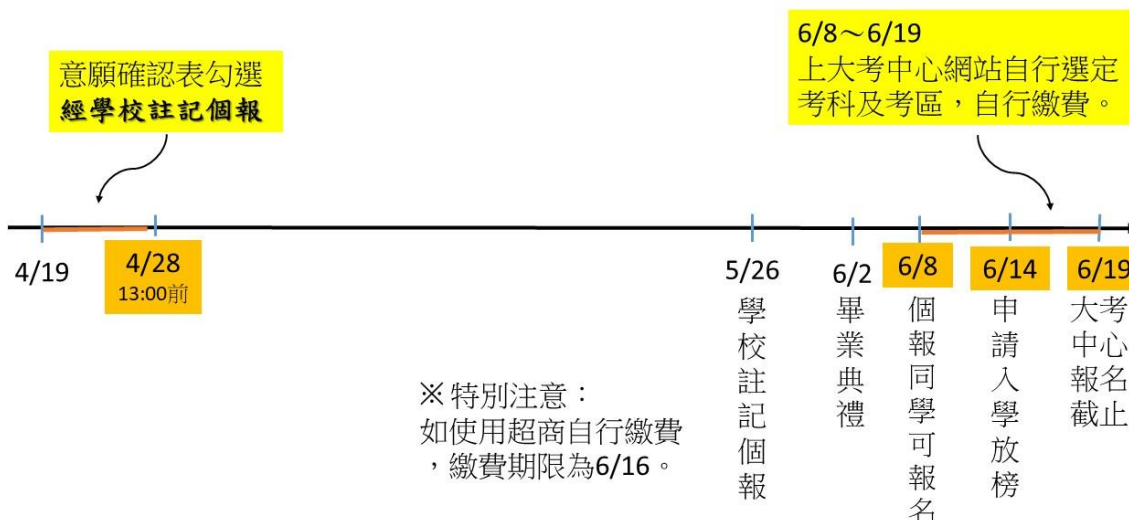 意願確認表勾選
經學校註記個報
6/8～6/19
上大考中心網站自行選定
考科及考區，自行繳費。
4/19
4/28
13:00前
5/26
學校註記個報
6/2
畢業典禮
6/8
個報同學可報名
6/14
申請入學放榜
6/19
大考
中心
報名
截止
※特別注意：
如使用超商自行繳費
，繳費期限為6/16。